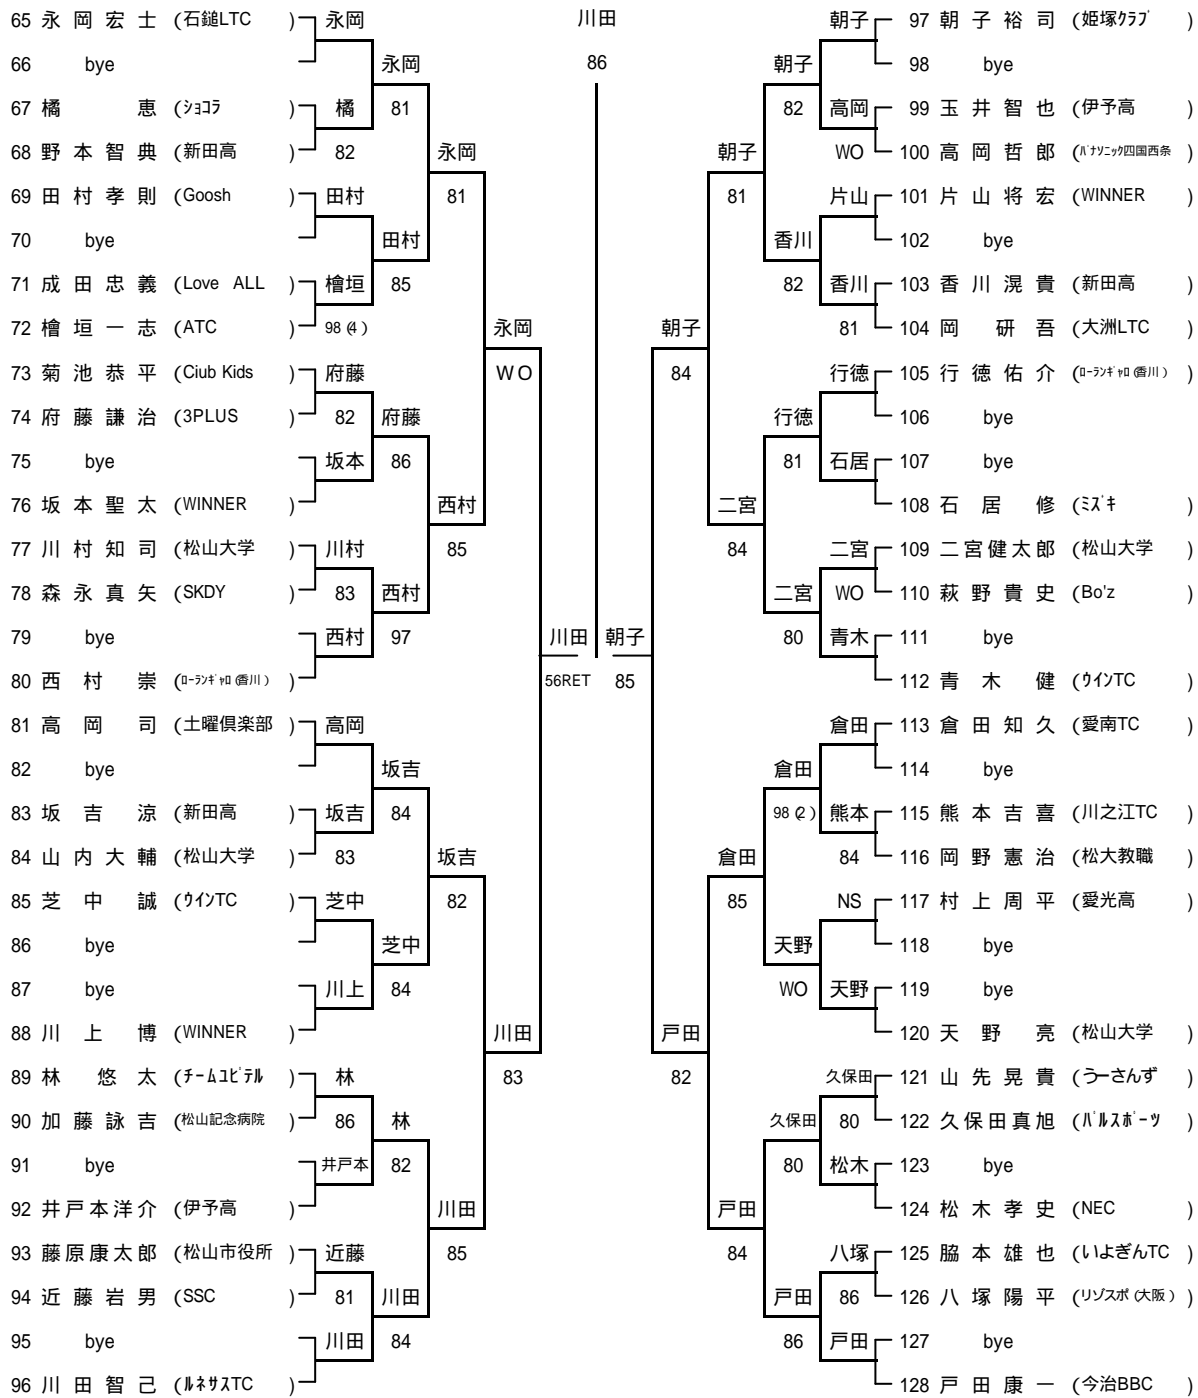 65 永岡宏士 (石鎚LTC ) 永岡 川田 朝子 97 朝子裕司 (姫塚クラブ )
66 bye 永岡 86 朝子 98 bye
67 橘 恵 (ショコラ ) 橘 81 82 高岡 99 玉井智也 (伊予高 )
68 野本智典 (新田高 ) 82 永岡 朝子 WO 100 高岡哲郎 (パナソニック四国西条 )
69 田村孝則 (Goosh ) 田村 81 81 片山 101 片山将宏 (WINNER )
70 bye 田村 香川 102 bye
71 成田忠義 (Love ALL ) 檜垣 85 82 香川 103 香川滉貴 (新田高 )
72 檜垣一志 (ATC ) 98(4) 永岡 朝子 81 104 岡研吾 (大洲LTC )
73 菊池恭平 (Ciub Kids ) 府藤 WO 84 行徳 105 行徳佑介 (ローランギャロ(香川) )
74 府藤謙治 (3PLUS ) 82 府藤 行徳 106 bye
75 bye 坂本 86 81 石居 107 bye
76 坂本聖太 (WINNER ) 西村 二宮 108 石居修 (ミズキ )
77 川村知司 (松山大学 ) 川村 85 84 二宮 109 二宮健太郎 (松山大学 )
78 森永真矢 (SKDY ) 83 西村 二宮 WO 110 萩野貴史 (Bo'z )
79 bye 西村 97 川田 朝子 80 青木 111 bye
80 西村崇 (ローランギャロ(香川) ) 56RET 85 112 青木健 (ウインTC )
81 高岡司 (土曜倶楽部 ) 高岡 倉田 113 倉田知久 (愛南TC )
82 bye 坂吉 倉田 114 bye
83 坂吉涼 (新田高 ) 坂吉 84 98(2) 熊本 115 熊本吉喜 (川之江TC )
84 山内大輔 (松山大学 ) 83 坂吉 倉田 84 116 岡野憲治 (松大教職 )
85 芝中誠 (ウインTC ) 芝中 82 85 NS 117 村上周平 (愛光高 )
86 bye 芝中 天野 118 bye
87 bye 川上 84 WO 天野 119 bye
88 川上博 (WINNER ) 川田 戸田 120 天野亮 (松山大学 )
89 林悠太 (チームユピテル ) 林 83 82 久保田 121 山先晃貴 (うーさんず )
90 加藤詠吉 (松山記念病院 ) 86 林 久保田 80 122 久保田真旭 (パルスポーツ )
91 bye 井戸本 82 80 松木 123 bye
92 井戸本洋介 (伊予高 ) 川田 戸田 124 松木孝史 (NEC )
93 藤原康太郎 (松山市役所 ) 近藤 85 84 八塚 125 脇本雄也 (いよぎんTC )
94 近藤岩男 (SSC ) 81 川田 戸田 86 126 八塚陽平 (リゾスポ(大阪) )
95 bye 川田 84 86 戸田 127 bye
96 川田智己 (ルネサスTC ) 128 戸田康一 (今治BBC )